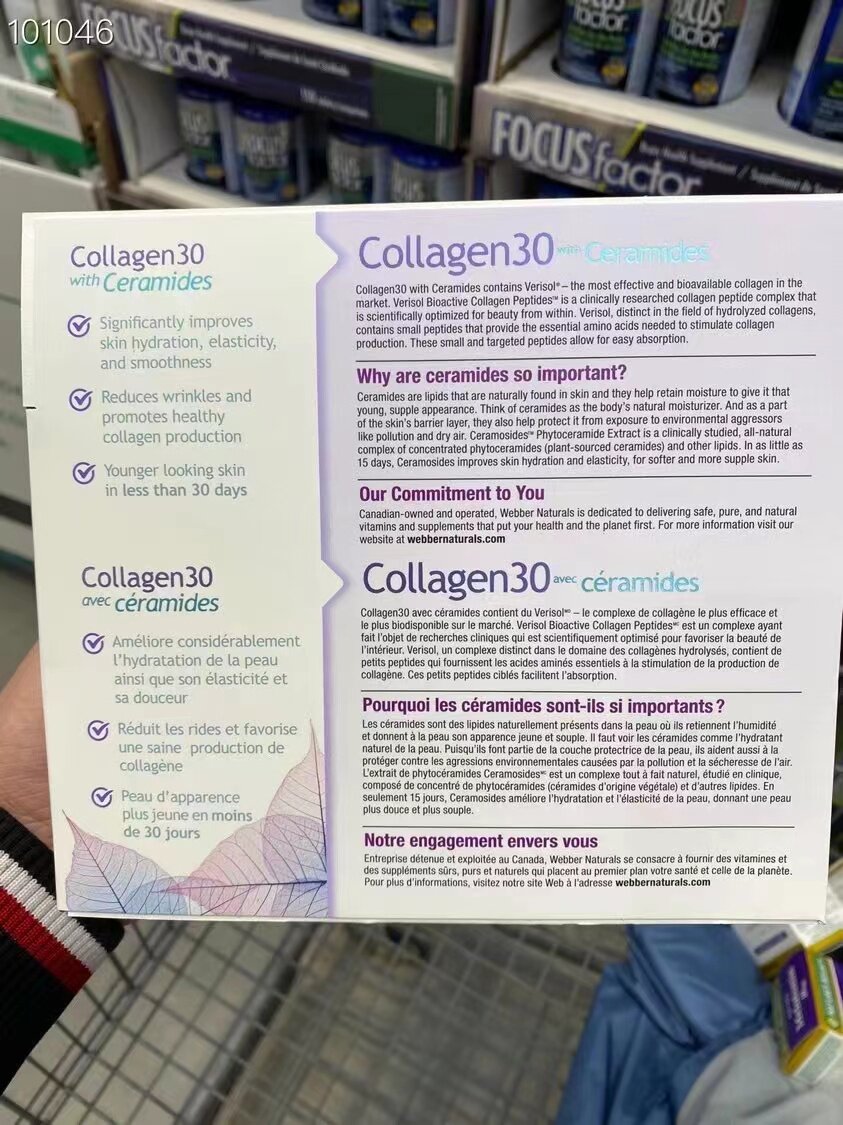 101046
FOCUSfactor
FOCUS
factor
FOCUSfactor
Collagen30
with Ceramides
Significantly improves
skin hydration, elasticity,
and smoothness
Reduces wrinkles and
promotes healthy
collagen production
Younger looking skin
in less than 30 days
Collagen30 with Ceramides
Collagen30 with Ceramides contains Verisol® – the most effective and bioavailable collagen in the
market. Verisol Bioactive Collagen Peptides™ is a clinically researched collagen peptide complex that
is scientifically optimized for beauty from within. Verisol, distinct in the field of hydrolyzed collagens,
contains small peptides that provide the essential amino acids needed to stimulate collagen
production. These small and targeted peptides allow for easy absorption.
Why are ceramides so important?
Ceramides are lipids that are naturally found in skin and they help retain moisture to give it that
young, supple appearance. Think of ceramides as the body's natural moisturizer. And as a part
of the skin's barrier layer, they also help protect it from exposure to environmental aggressors
like pollution and dry air. Ceramosides™ Phytoceramide Extract is a clinically studied, all-natural
complex of concentrated phytoceramides (plant-sourced ceramides) and other lipids. In as little as
15 days, Ceramosides improves skin hydration and elasticity, for softer and more supple skin.
Our Commitment to You
Canadian-owned and operated, Webber Naturals is dedicated to delivering safe, pure, and natural
vitamins and supplements that put your health and the planet first. For more information visit our
website at webbernaturals.com
Collagen30
avec céramides
Améliore considérablement
l'hydratation de la peau
ainsi que son élasticité et
sa douceur
Réduit les rides et favorise
une saine production de
collagène
Peau d'apparence
plus jeune en moins
de 30 jours
Collagen30 avec céramides
Collagen30 avec céramides contient du Verisol MD – le complexe de collagène le plus efficace et
le plus biodisponible sur le marché. Verisol Bioactive Collagen Peptides MC est un complexe ayant
fait l'objet de recherches cliniques qui est scientifiquement optimisé pour favoriser la beauté de
l'intérieur. Verisol, un complexe distinct dans le domaine des collagènes hydrolysés, contient de
petits peptides qui fournissent les acides aminés essentiels à la stimulation de la production de
collagène. Ces petits peptides ciblés facilitent l'absorption.
Pourquoi les céramides sont-ils si importants ?
Les céramides sont des lipides naturellement présents dans la peau où ils retiennent l'humidité
et donnent à la peau son apparence jeune et souple. Il faut voir les céramides comme l'hydratant
naturel de la peau. Puisqu'ils font partie de la couche protectrice de la peau, ils aident aussi à la
protéger contre les agressions environnementales causées par la pollution et la sécheresse de l'air.
L'extrait de phytocéramides Ceramosides MC est un complexe tout à fait naturel, étudié en clinique,
composé de concentré de phytocéramides (céramides d'origine végétale) et d'autres lipides. En
seulement 15 jours, Ceramosides améliore l'hydratation et l'élasticité de la peau, donnant une peau
plus douce et plus souple.
Notre engagement envers vous
Entreprise détenue et exploitée au Canada, Webber Naturals se consacre à fournir des vitamines et
des suppléments sûrs, purs et naturels qui placent au premier plan votre santé et celle de la planète.
Pour plus d'informations, visitez notre site Web à l'adresse webbernaturals.com